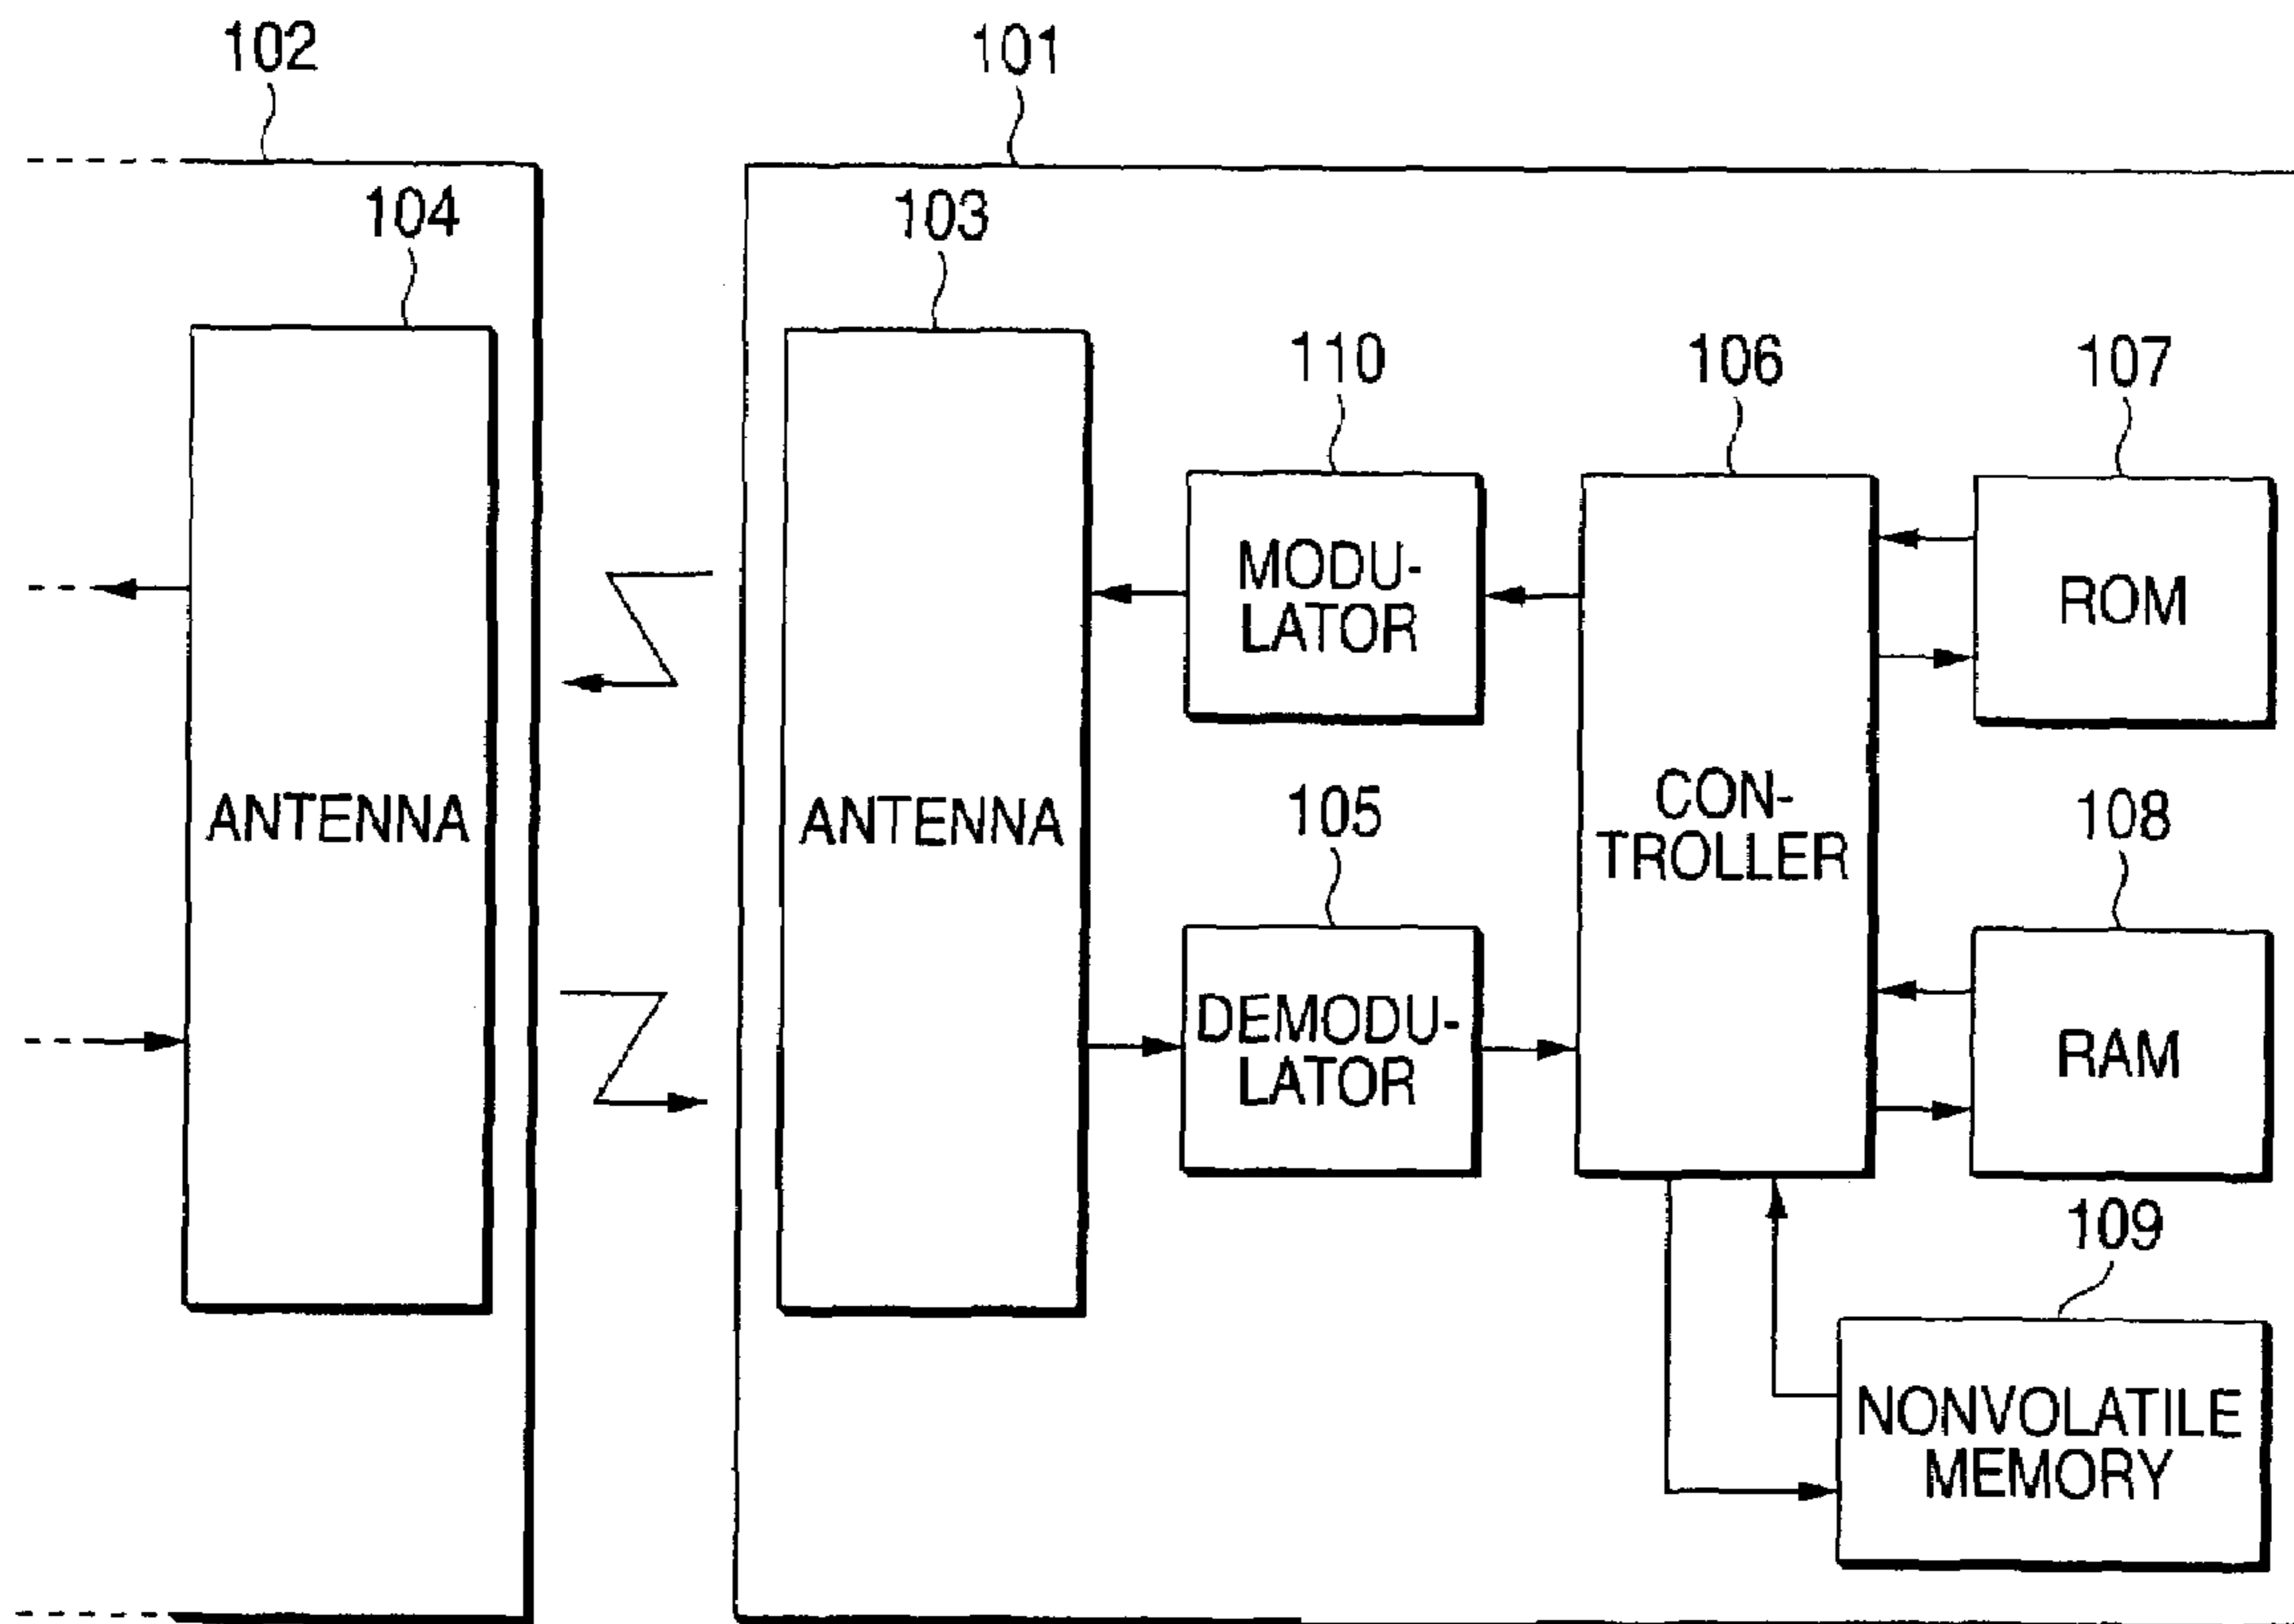 102
101
104
103
110
106
107
MODU-
LATOR
ROM
ANTENNA
ANTENNA
105
CON-
TROLLER
108
DEMODU-
LATOR
RAM
109
NONVOLATILE
MEMORY